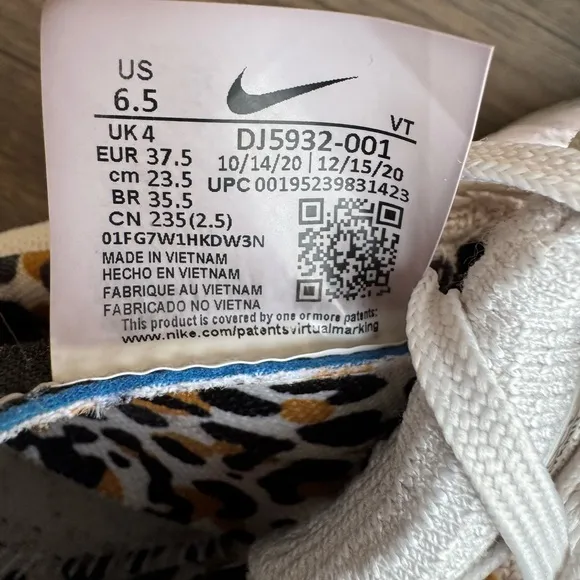 US
6.5
VT
UK 4
EUR 37.5
cm 23.5
BR 35.5
CN 235 (2.5)
DJ5932-001
10/14/20 | 12/15/20
UPC 00195239831423
01FG7W1HKDW3N
MADE IN VIETNAM
HECHO EN VIETNAM
FABRIQUE AU VIETNAM
FABRICADO NO VIETNA
This product is covered by one or more patents:
www.nike.com/patentsvirtualmarking